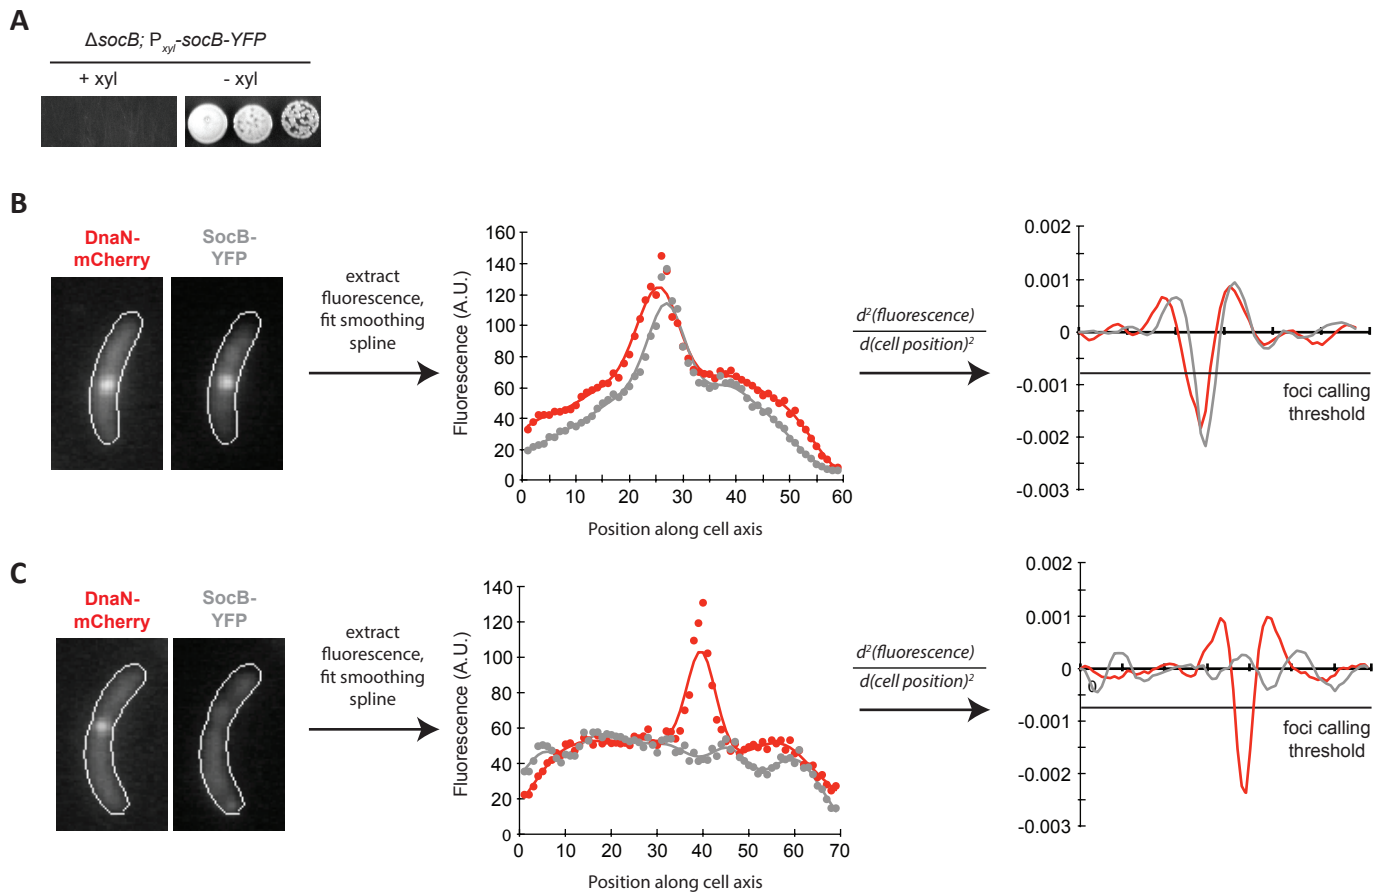 A
ΔsocB; Pxyl-socB-YFP
+ xyl
- xyl
B
DnaN-
mCherry
SocB-
YFP
extract
fluorescence,
fit smoothing
spline
Fluorescence (A.U.)
160
140
120
100
80
60
40
20
0
0 10 20 30 40 50 60
Position along cell axis
d²(fluorescence)
d(cell position)²
0.002
0.001
0
-0.001
-0.002
-0.003
foci calling
threshold
C
DnaN-
mCherry
SocB-
YFP
extract
fluorescence,
fit smoothing
spline
Fluorescence (A.U.)
140
120
100
80
60
40
20
0
0 10 20 30 40 50 60 70
Position along cell axis
d²(fluorescence)
d(cell position)²
0.002
0.001
0
-0.001
-0.002
-0.003
0
foci calling
threshold